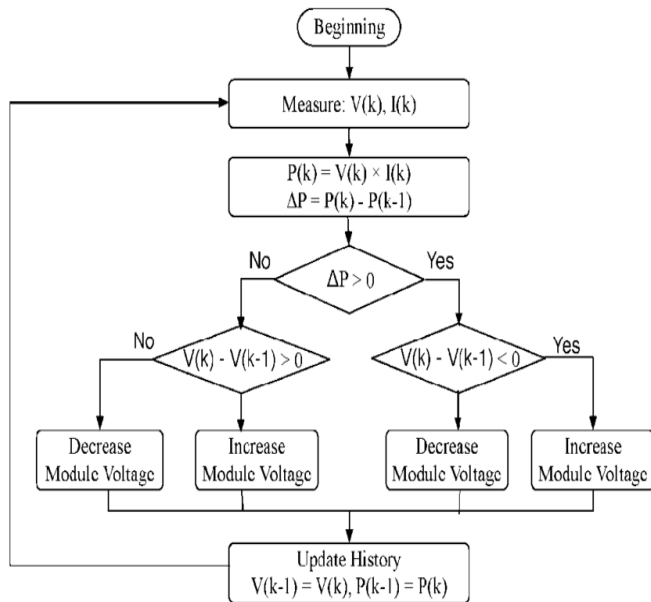 Beginning
Measure: V(k), I(k)
P(k) = V(k) × I(k)
ΔP = P(k) - P(k-1)
No
Yes
ΔP > 0
No
V(k) - V(k-1) > 0
V(k) - V(k-1) < 0
Yes
Decrease
Module Voltage
Increase
Module Voltage
Decrease
Module Voltage
Increase
Module Voltage
Update History
V(k-1) = V(k), P(k-1) = P(k)